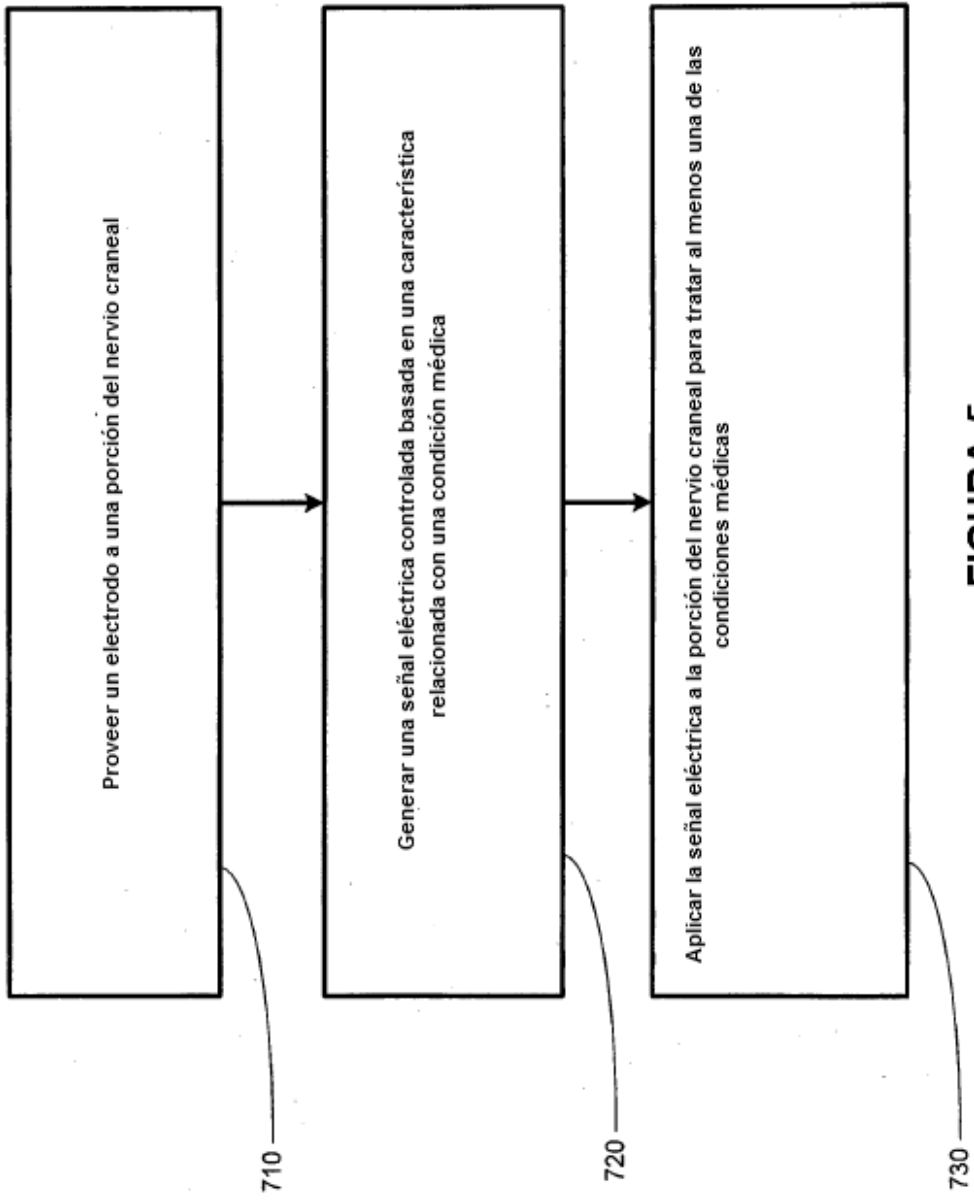 Proveer un electrodo a una porción del nervio craneal
710
Generar una señal eléctrica controlada basada en una característica
relacionada con una condición médica
720
Aplicar la señal eléctrica a la porción del nervio craneal para tratar al menos una de las
condiciones médicas
730
FIGURA 5